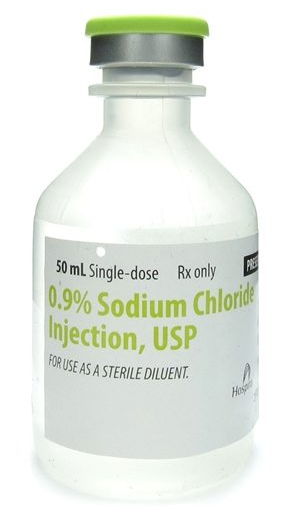 50 mL Single-dose Rx only
0.9% Sodium Chloride
Injection, USP
FOR USE AS A STERILE DILUENT.